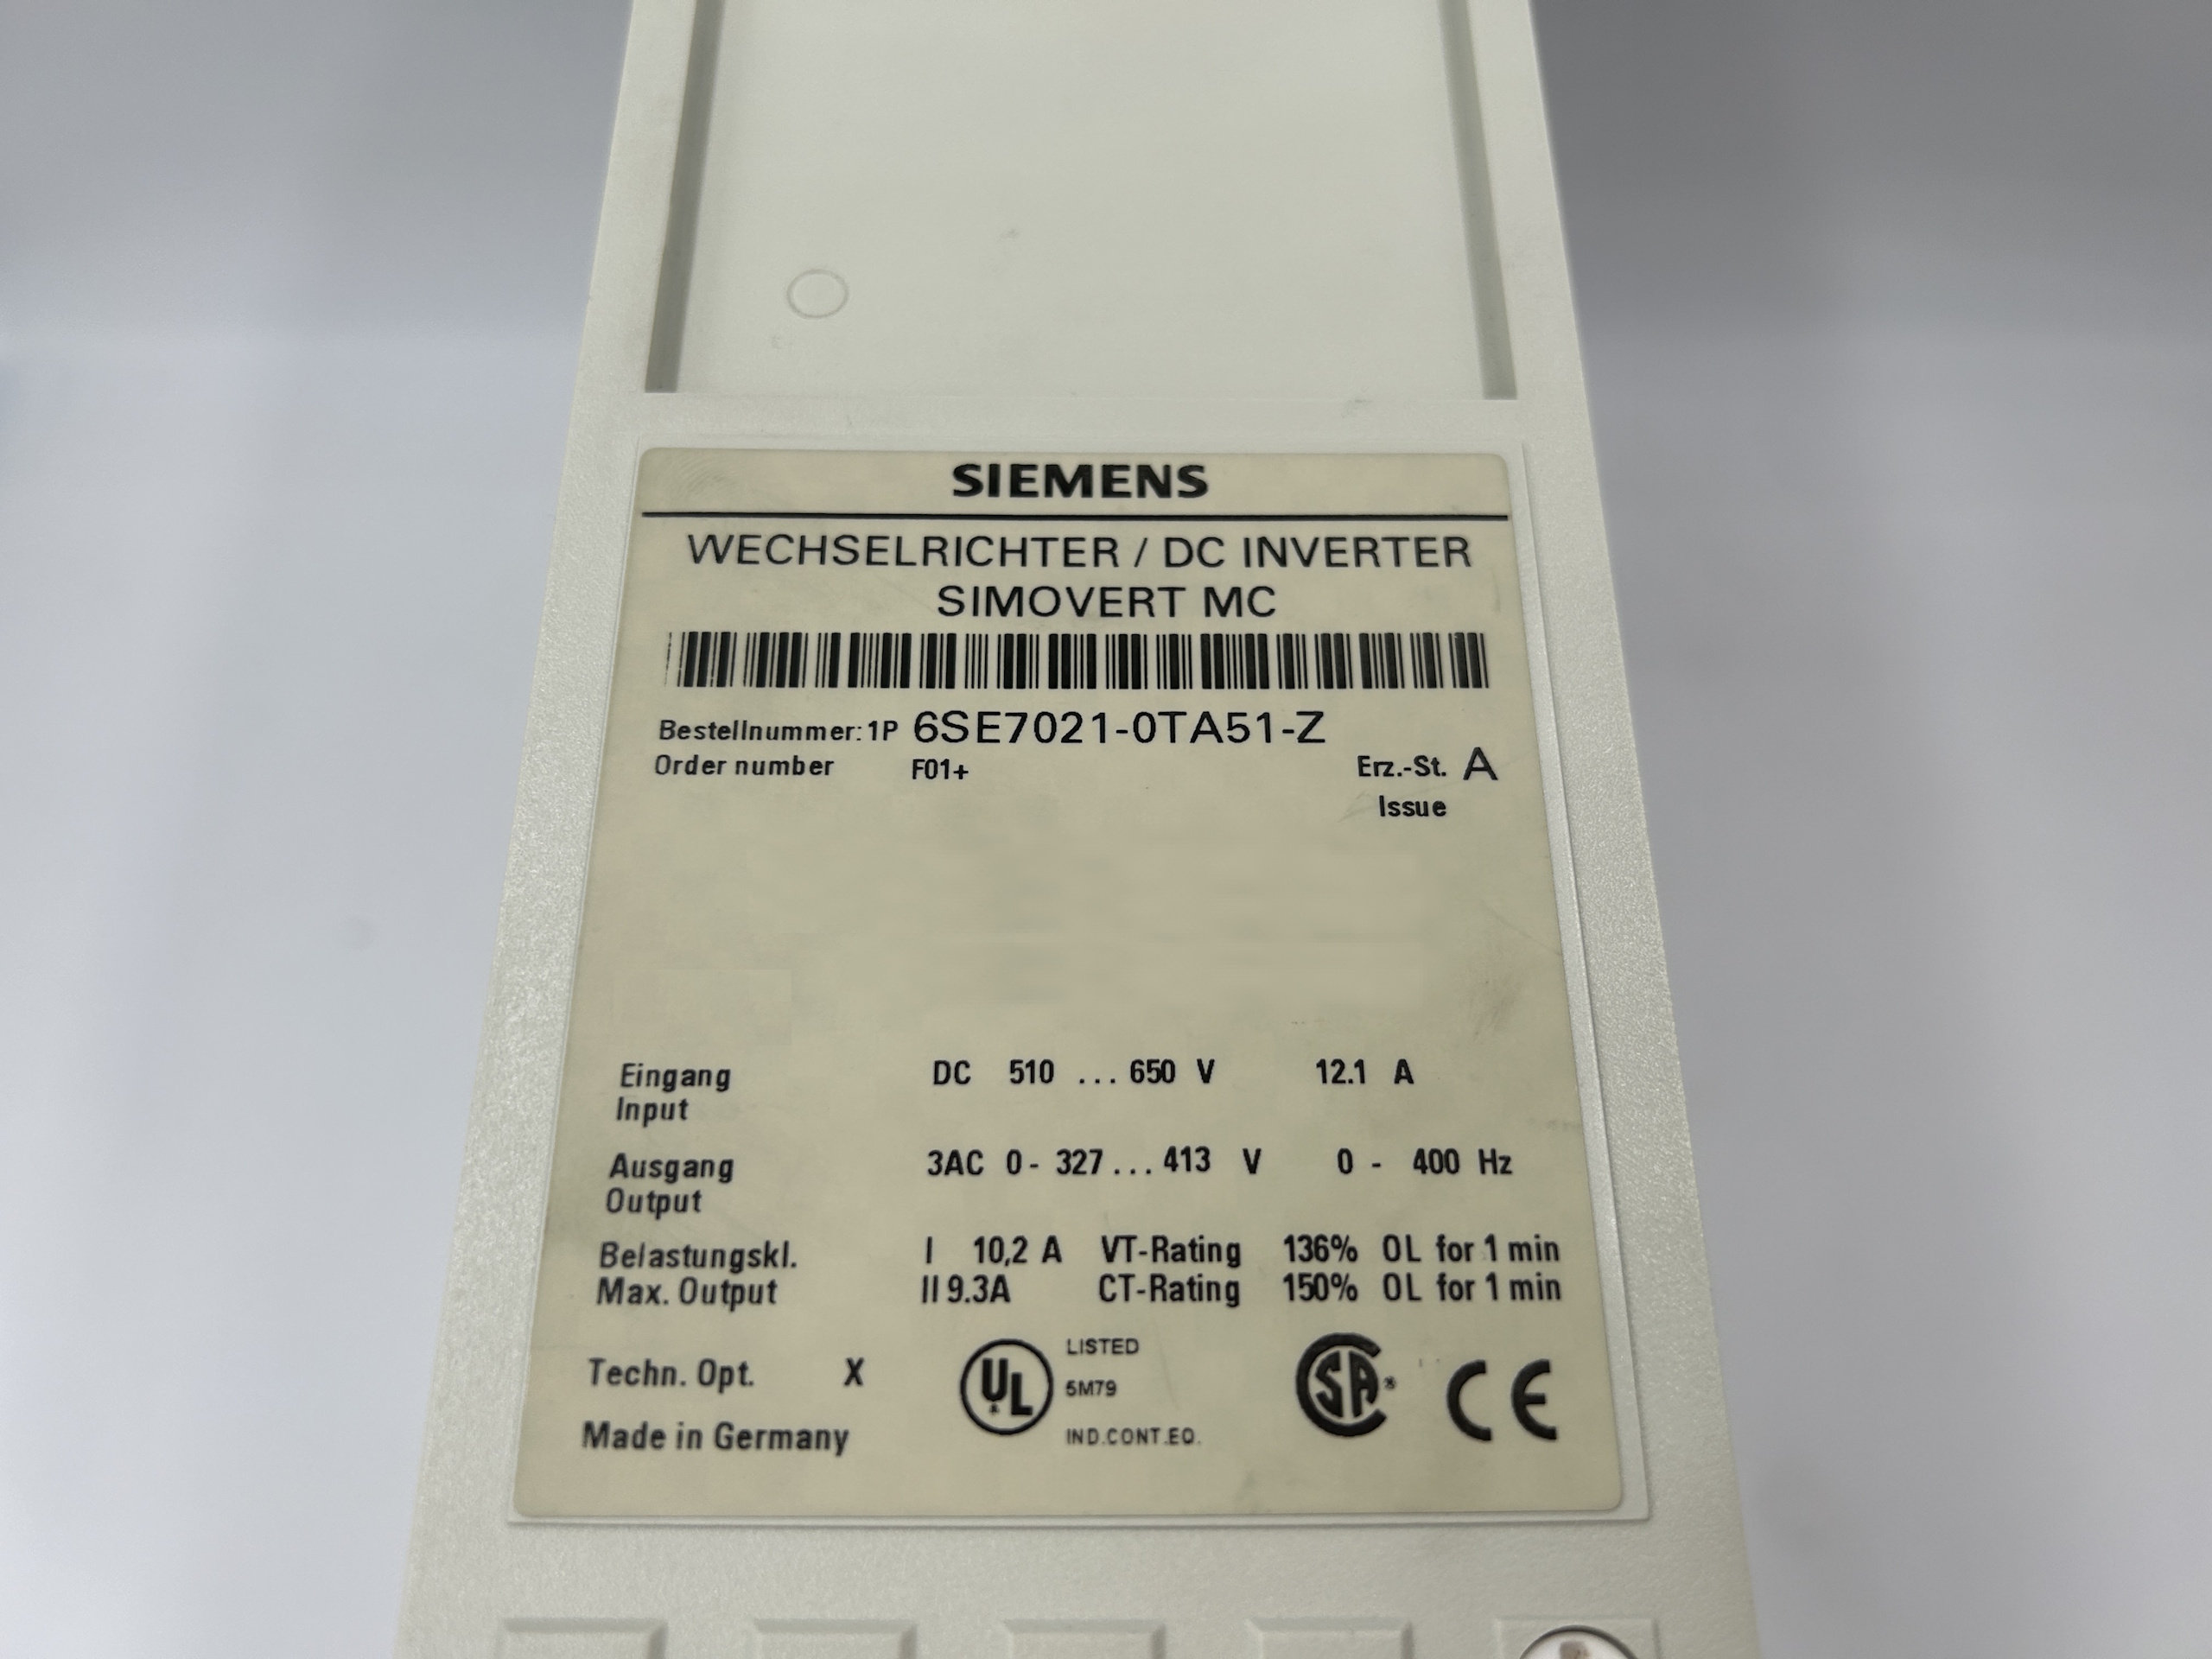 SIEMENS
WECHSELRICHTER / DC INVERTER
SIMOVERT MC
Bestellnummer: 1P 6SE7021-0TA51-Z
Order number F01+ Erz.-St. A
Issue
Eingang DC 510 ... 650 V 12.1 A
Input
Ausgang 3AC 0 - 327 ... 413 V 0 - 400 Hz
Output
Belastungskl. I 10,2 A VT-Rating 136% OL for 1 min
Max. Output II 9.3A CT-Rating 150% OL for 1 min
Techn. Opt. X
Made in Germany
UL
LISTED
5M79
IND.CONT.EQ.
SA®
CE